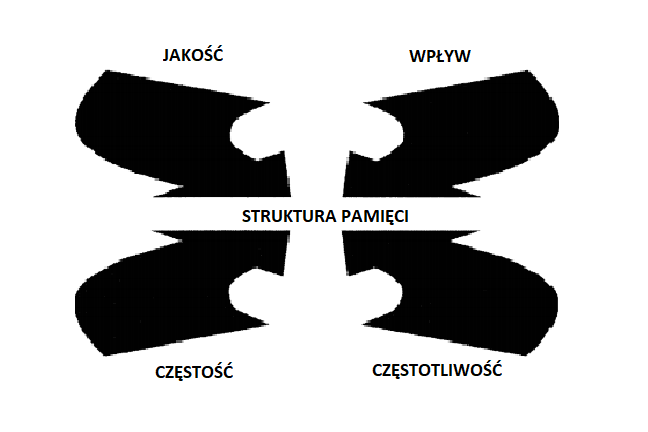 JAKOŚĆ
WPŁYW
STRUKTURA PAMIĘCI
CZĘSTOŚĆ
CZĘSTOTLIWOŚĆ